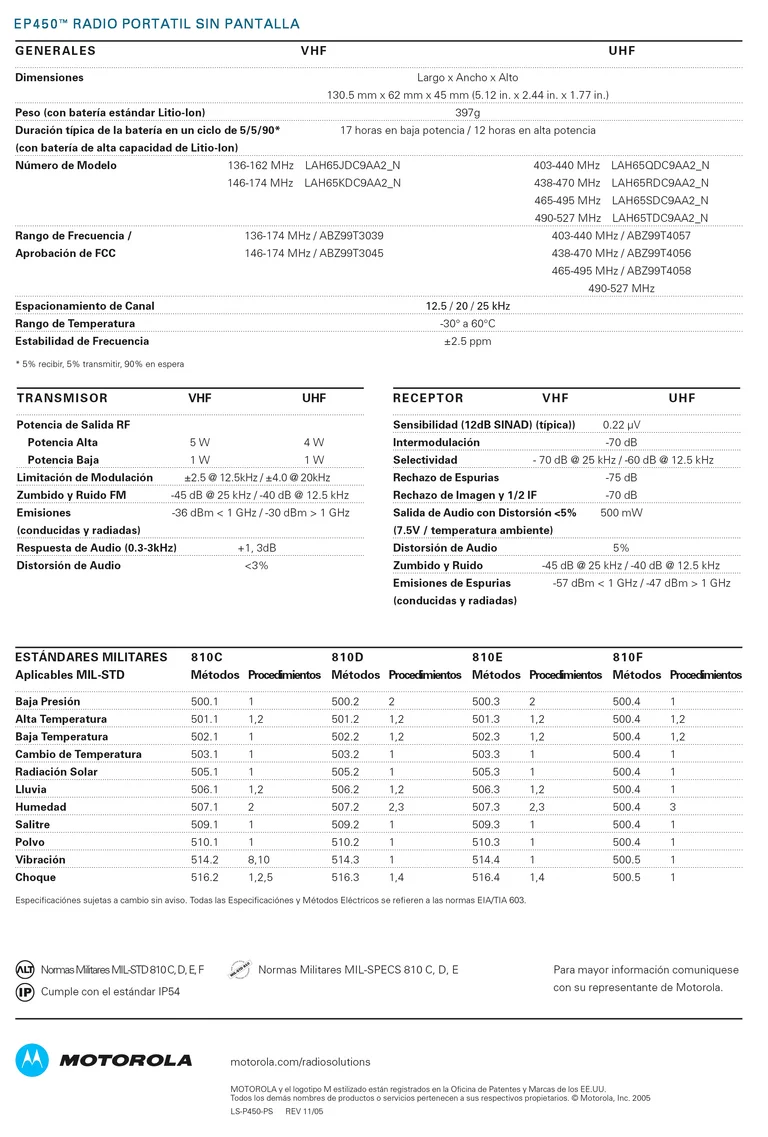 EP450™ RADIO PORTATIL SIN PANTALLA
GENERALES VHF UHF
Dimensiones Largo x Ancho x Alto
130.5 mm x 62 mm x 45 mm (5.12 in. x 2.44 in. x 1.77 in.)
Peso (con batería estándar Litio-Ion) 397g
Duración típica de la batería en un ciclo de 5/5/90* 17 horas en baja potencia / 12 horas en alta potencia
(con batería de alta capacidad de Litio-Ion)
Número de Modelo 136-162 MHz LAH65JDC9AA2_N 403-440 MHz LAH65QDC9AA2_N
146-174 MHz LAH65KDC9AA2_N 438-470 MHz LAH65RDC9AA2_N
465-495 MHz LAH65SDC9AA2_N
490-527 MHz LAH65TDC9AA2_N
Rango de Frecuencia / 136-174 MHz / ABZ99T3039 403-440 MHz / ABZ99T4057
Aprobación de FCC 146-174 MHz / ABZ99T3045 438-470 MHz / ABZ99T4056
465-495 MHz / ABZ99T4058
490-527 MHz
Espacionamiento de Canal 12.5 / 20 / 25 kHz
Rango de Temperatura -30° a 60°C
Estabilidad de Frecuencia ±2.5 ppm
* 5% recibir, 5% transmitir, 90% en espera
TRANSMISOR VHF UHF
Potencia de Salida RF
Potencia Alta 5 W 4 W
Potencia Baja 1 W 1 W
Limitación de Modulación ±2.5 @ 12.5kHz / ±4.0 @ 20kHz
Zumbido y Ruido FM -45 dB @ 25 kHz / -40 dB @ 12.5 kHz
Emisiones -36 dBm < 1 GHz / -30 dBm > 1 GHz
(conducidas y radiadas)
Respuesta de Audio (0.3-3kHz) +1, 3dB
Distorsión de Audio <3%
RECEPTOR VHF UHF
Sensibilidad (12dB SINAD) (típica)) 0.22 µV
Intermodulación -70 dB
Selectividad - 70 dB @ 25 kHz / -60 dB @ 12.5 kHz
Rechazo de Espurias -75 dB
Rechazo de Imagen y 1/2 IF -70 dB
Salida de Audio con Distorsión <5% 500 mW
(7.5V / temperatura ambiente)
Distorsión de Audio 5%
Zumbido y Ruido -45 dB @ 25 kHz / -40 dB @ 12.5 kHz
Emisiones de Espurias -57 dBm < 1 GHz / -47 dBm > 1 GHz
(conducidas y radiadas)
ESTÁNDARES MILITARES 810C 810D 810E 810F
Aplicables MIL-STD Métodos Procedimientos Métodos Procedimientos Métodos Procedimientos Métodos Procedimientos
Baja Presión 500.1 1 500.2 2 500.3 2 500.4 1
Alta Temperatura 501.1 1,2 501.2 1,2 501.3 1,2 500.4 1,2
Baja Temperatura 502.1 1 502.2 1,2 502.3 1,2 500.4 1,2
Cambio de Temperatura 503.1 1 503.2 1 503.3 1 500.4 1
Radiación Solar 505.1 1 505.2 1 505.3 1 500.4 1
Lluvia 506.1 1,2 506.2 1,2 506.3 1,2 500.4 1
Humedad 507.1 2 507.2 2,3 507.3 2,3 500.4 3
Salitre 509.1 1 509.2 1 509.3 1 500.4 1
Polvo 510.1 1 510.2 1 510.3 1 500.4 1
Vibración 514.2 8,10 514.3 1 514.4 1 500.5 1
Choque 516.2 1,2,5 516.3 1,4 516.4 1,4 500.5 1
Especificaciónes sujetas a cambio sin aviso. Todas las Especificaciónes y Métodos Eléctricos se refieren a las normas EIA/TIA 603.
ALT Normas Militares MIL-STD 810 C, D, E, F Normas Militares MIL-SPECS 810 C, D, E
IP Cumple con el estándar IP54
Para mayor información comuniquese
con su representante de Motorola.
MOTOROLA motorola.com/radiosolutions
MOTOROLA y el logotipo M estilizado están registrados en la Oficina de Patentes y Marcas de los EE.UU.
Todos los demás nombres de productos o servicios pertenecen a sus respectivos propietarios. © Motorola, Inc. 2005
LS-P450-PS REV 11/05